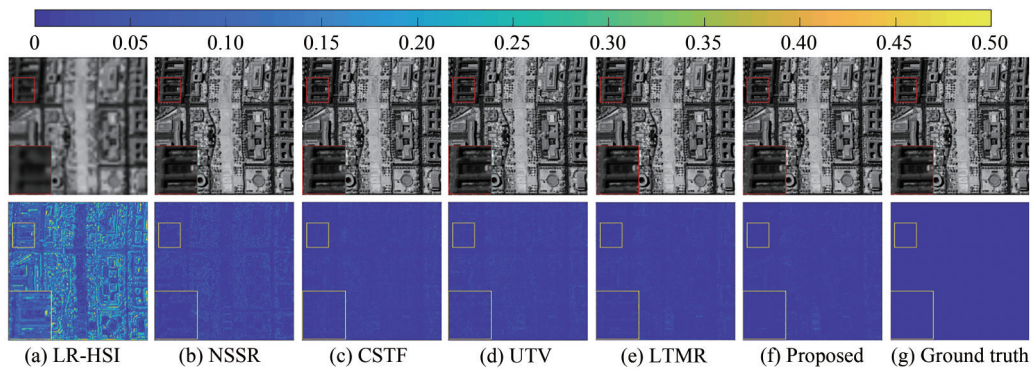 0 0.05 0.10 0.15 0.20 0.25 0.30 0.35 0.40 0.45 0.50
(a) LR-HSI (b) NSSR (c) CSTF (d) UTV (e) LTMR (f) Proposed (g) Ground truth